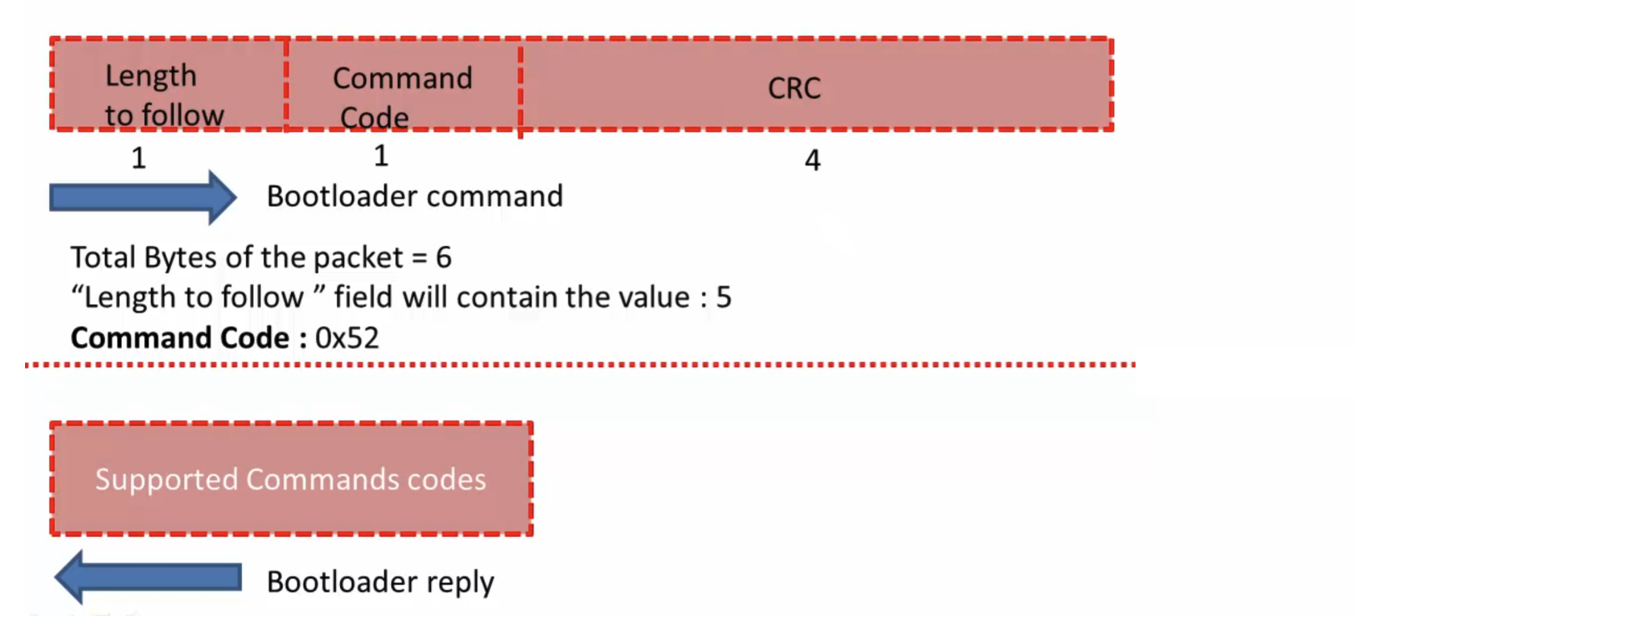 Length
to follow
Command
Code
CRC
1
1
4
Bootloader command
Total Bytes of the packet = 6
“Length to follow ” field will contain the value : 5
Command Code : 0x52
Supported Commands codes
Bootloader reply